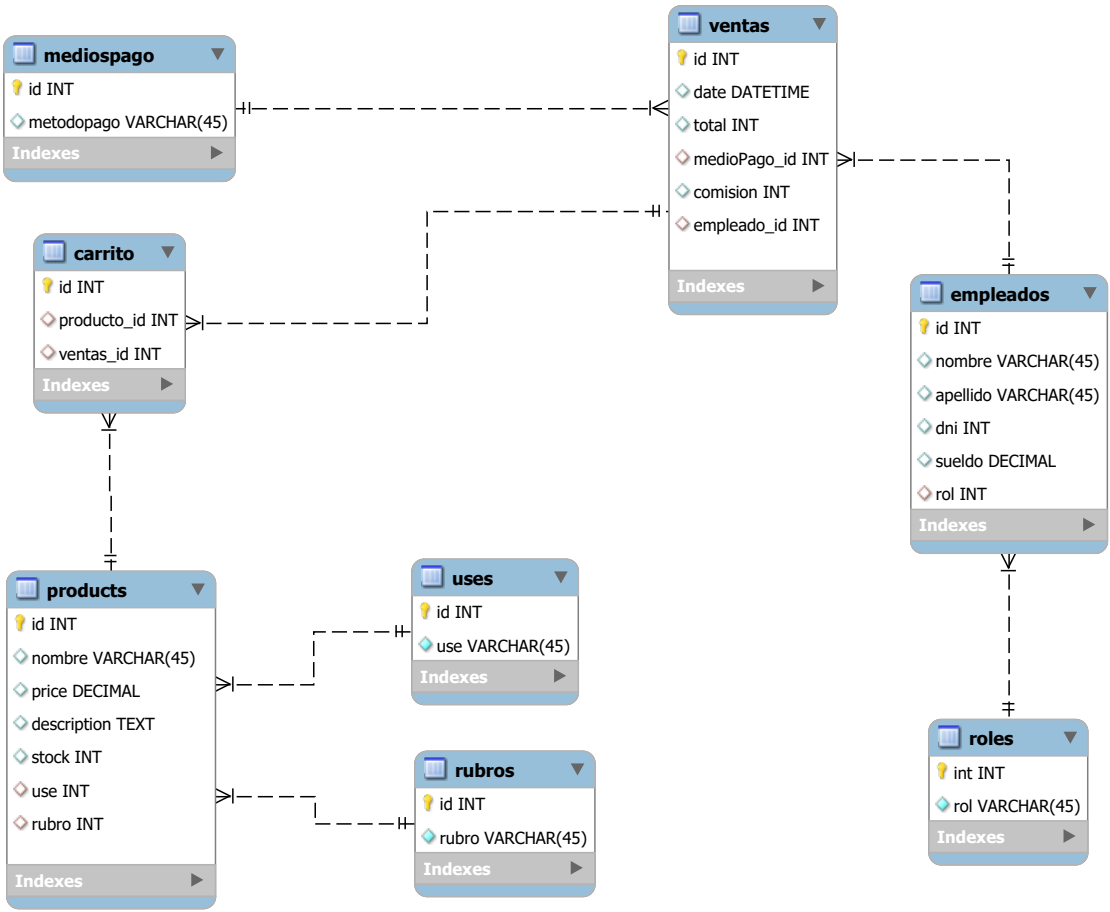 mediospago
id INT
metodopago VARCHAR(45)
Indexes
ventas
id INT
date DATETIME
total INT
medioPago_id INT
comision INT
empleado_id INT
Indexes
carrito
id INT
producto_id INT
ventas_id INT
Indexes
empleados
id INT
nombre VARCHAR(45)
apellido VARCHAR(45)
dni INT
sueldo DECIMAL
rol INT
Indexes
products
id INT
nombre VARCHAR(45)
price DECIMAL
description TEXT
stock INT
use INT
rubro INT
Indexes
uses
id INT
use VARCHAR(45)
Indexes
rubros
id INT
rubro VARCHAR(45)
Indexes
roles
int INT
rol VARCHAR(45)
Indexes